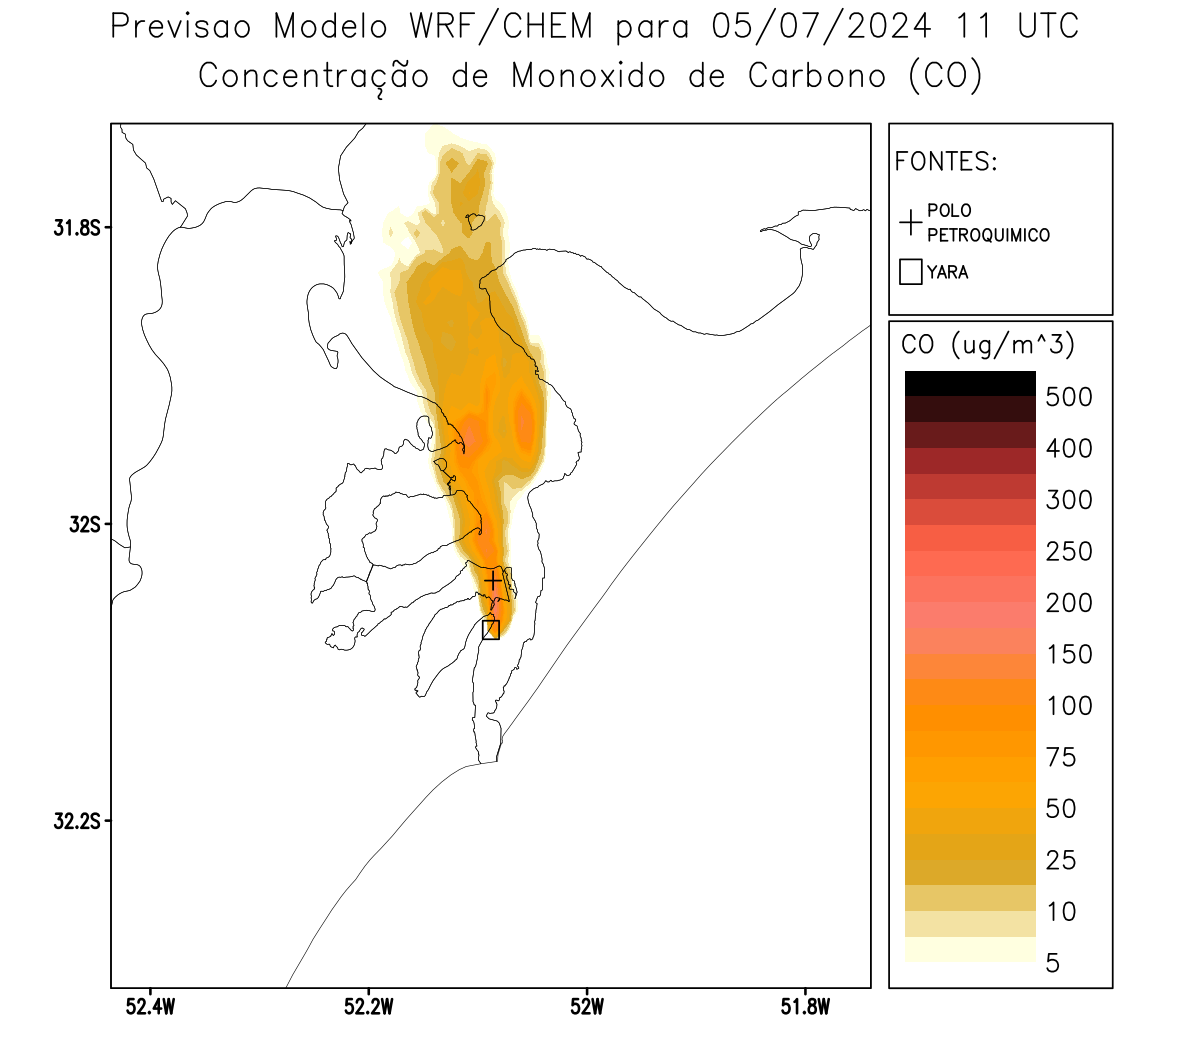 Previsao Modelo WRF/CHEM para 05/07/2024 11 UTC
Concentração de Monoxido de Carbono (CO)
FONTES:
POLO
PETROQUIMICO
YARA
CO (ug/m^3)
500
400
300
250
200
150
100
75
50
25
10
5
31.8S
32S
32.2S
52.4W
52.2W
52W
51.8W